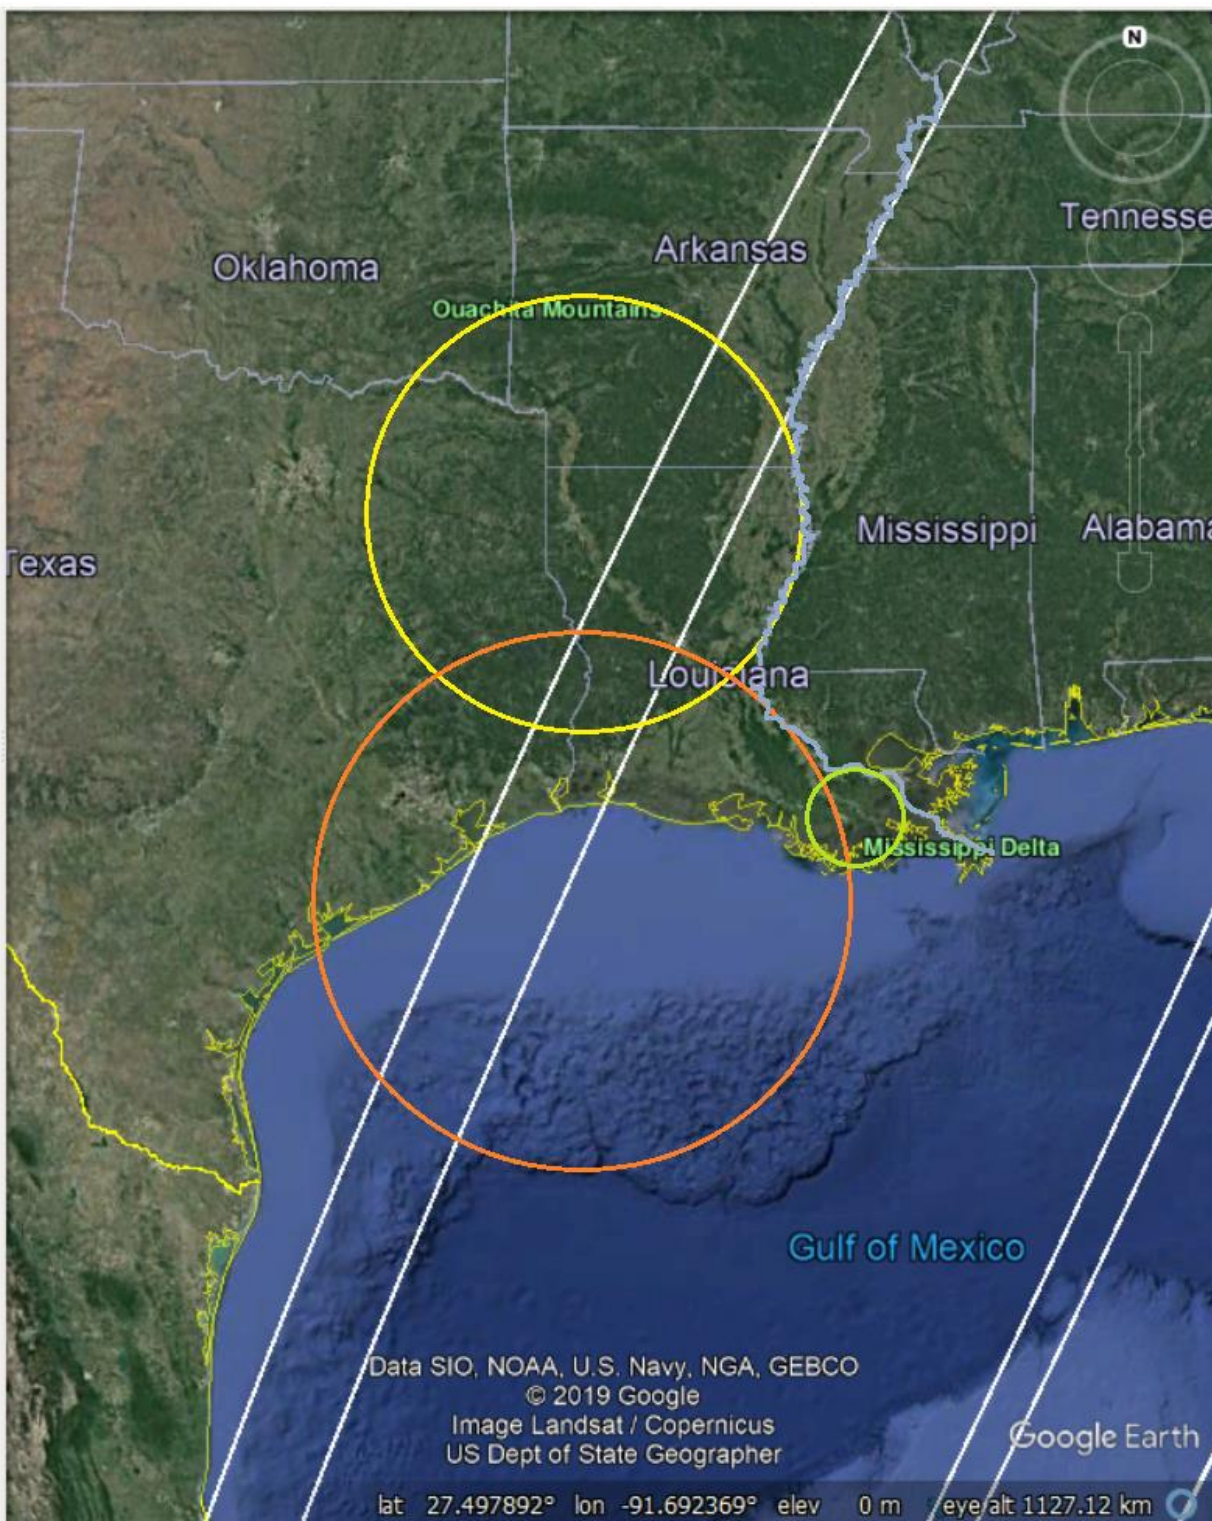 N
Tennesse
Oklahoma
Arkansas
Ouachita Mountains
Mississippi
Alabama
Texas
Louisiana
Mississippi Delta
Gulf of Mexico
Data SIO, NOAA, U.S. Navy, NGA, GEBCO
© 2019 Google
Image Landsat / Copernicus
US Dept of State Geographer
Google Earth
lat 27.497892° lon -91.692369° elev 0 m eye alt 1127.12 km